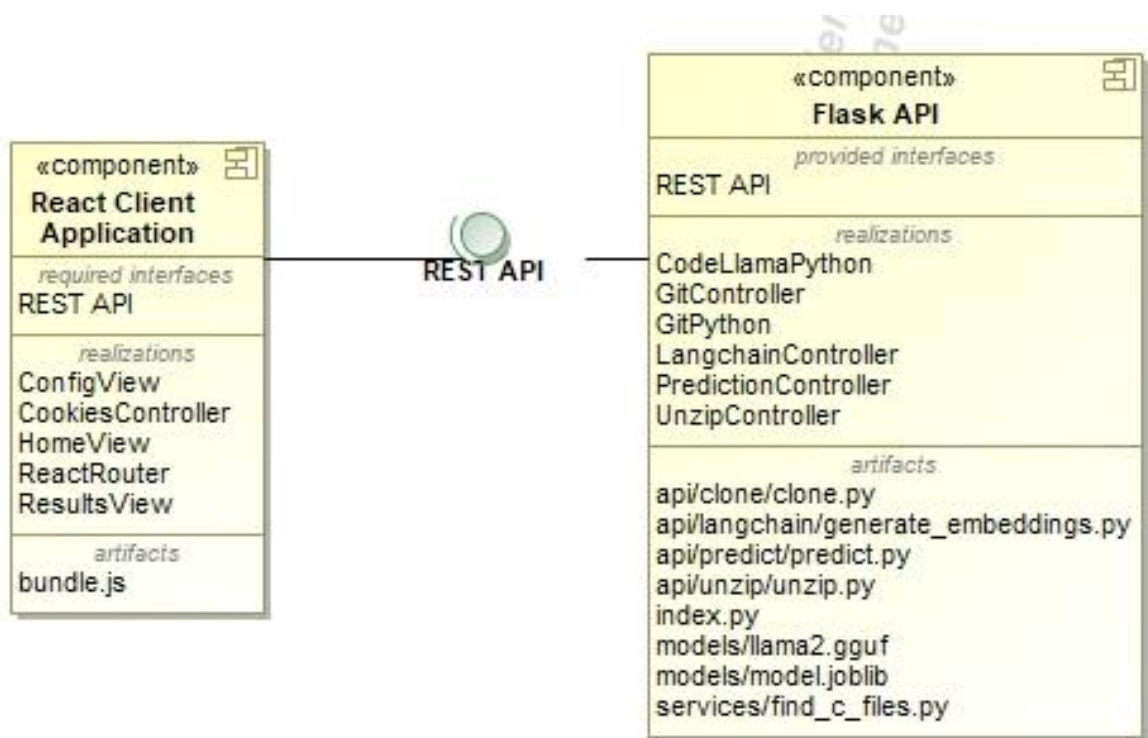 «component»
React Client
Application
required interfaces
REST API
realizations
ConfigView
CookiesController
HomeView
ReactRouter
ResultsView
artifacts
bundle.js
REST API
«component»
Flask API
provided interfaces
REST API
realizations
CodeLlamaPython
GitController
GitPython
LangchainController
PredictionController
UnzipController
artifacts
api/clone/clone.py
api/langchain/generate_embeddings.py
api/predict/predict.py
api/unzip/unzip.py
index.py
models/llama2.gguf
models/model.joblib
services/find_c_files.py